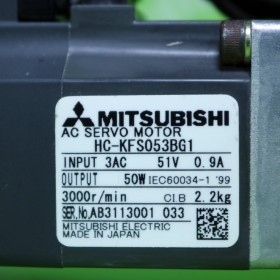 MITSUBISHI
AC SERVO MOTOR
HC-KFS053BG1
INPUT 3AC 51V 0.9A
OUTPUT 50W IEC60034-1 '99
3000r/min CI.B 2.2kg
SER.No.AB3113001 033
MITSUBISHI ELECTRIC
MADE IN JAPAN